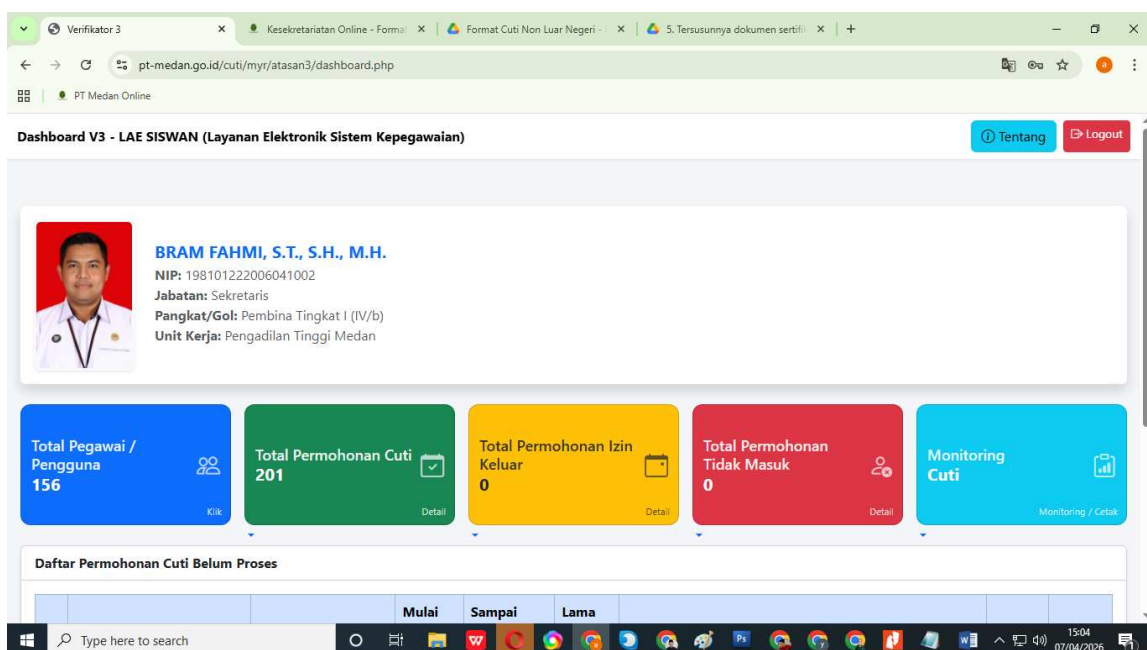 Verifikator 3
Kesekretariatan Online - Forma
Format Cuti Non Luar Negeri -
5. Tersusunnya dokumen sertifi
pt-medan.go.id/cuti/myr/atasan3/dashboard.php
a
PT Medan Online
Dashboard V3 - LAE SISWAN (Layanan Elektronik Sistem Kepegawaian)
Tentang
Logout
BRAM FAHMI, S.T., S.H., M.H.
NIP: 198101222006041002
Jabatan: Sekretaris
Pangkat/Gol: Pembina Tingkat I (IV/b)
Unit Kerja: Pengadilan Tinggi Medan
Total Pegawai / Pengguna
156
Klik
Total Permohonan Cuti
201
Detail
Total Permohonan Izin Keluar
0
Detail
Total Permohonan Tidak Masuk
0
Detail
Monitoring
Cuti
Monitoring / Cetak
Daftar Permohonan Cuti Belum Proses
Mulai Sampai Lama
Type here to search
Ps
15:04
07/04/2026